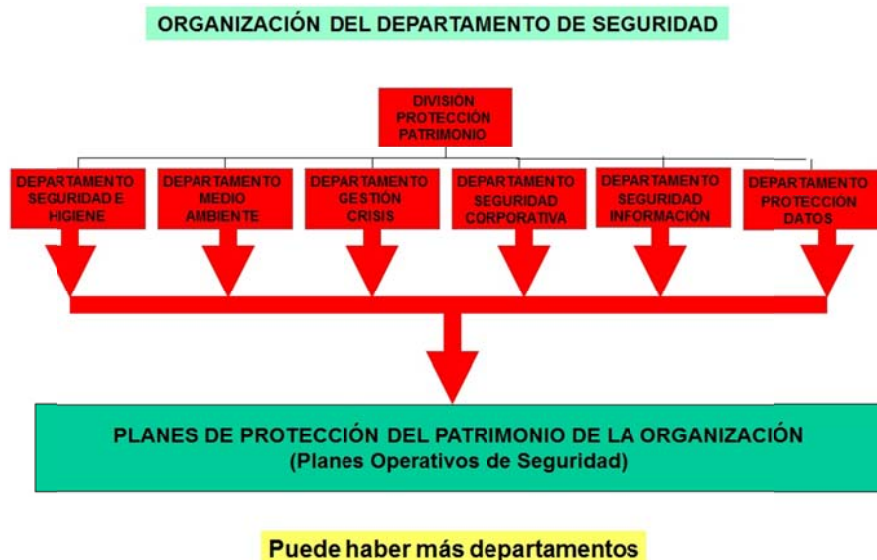 ORGANIZACIÓN DEL DEPARTAMENTO DE SEGURIDAD
DIVISIÓN
PROTECCIÓN
PATRIMONIO
DEPARTAMENTO
SEGURIDAD E
HIGIENE
DEPARTAMENTO
MEDIO
AMBIENTE
DEPARTAMENTO
GESTIÓN
CRISIS
DEPARTAMENTO
SEGURIDAD
CORPORATIVA
DEPARTAMENTO
SEGURIDAD
INFORMACIÓN
DEPARTAMENTO
PROTECCIÓN
DATOS
PLANES DE PROTECCIÓN DEL PATRIMONIO DE LA ORGANIZACIÓN
(Planes Operativos de Seguridad)
Puede haber más departamentos